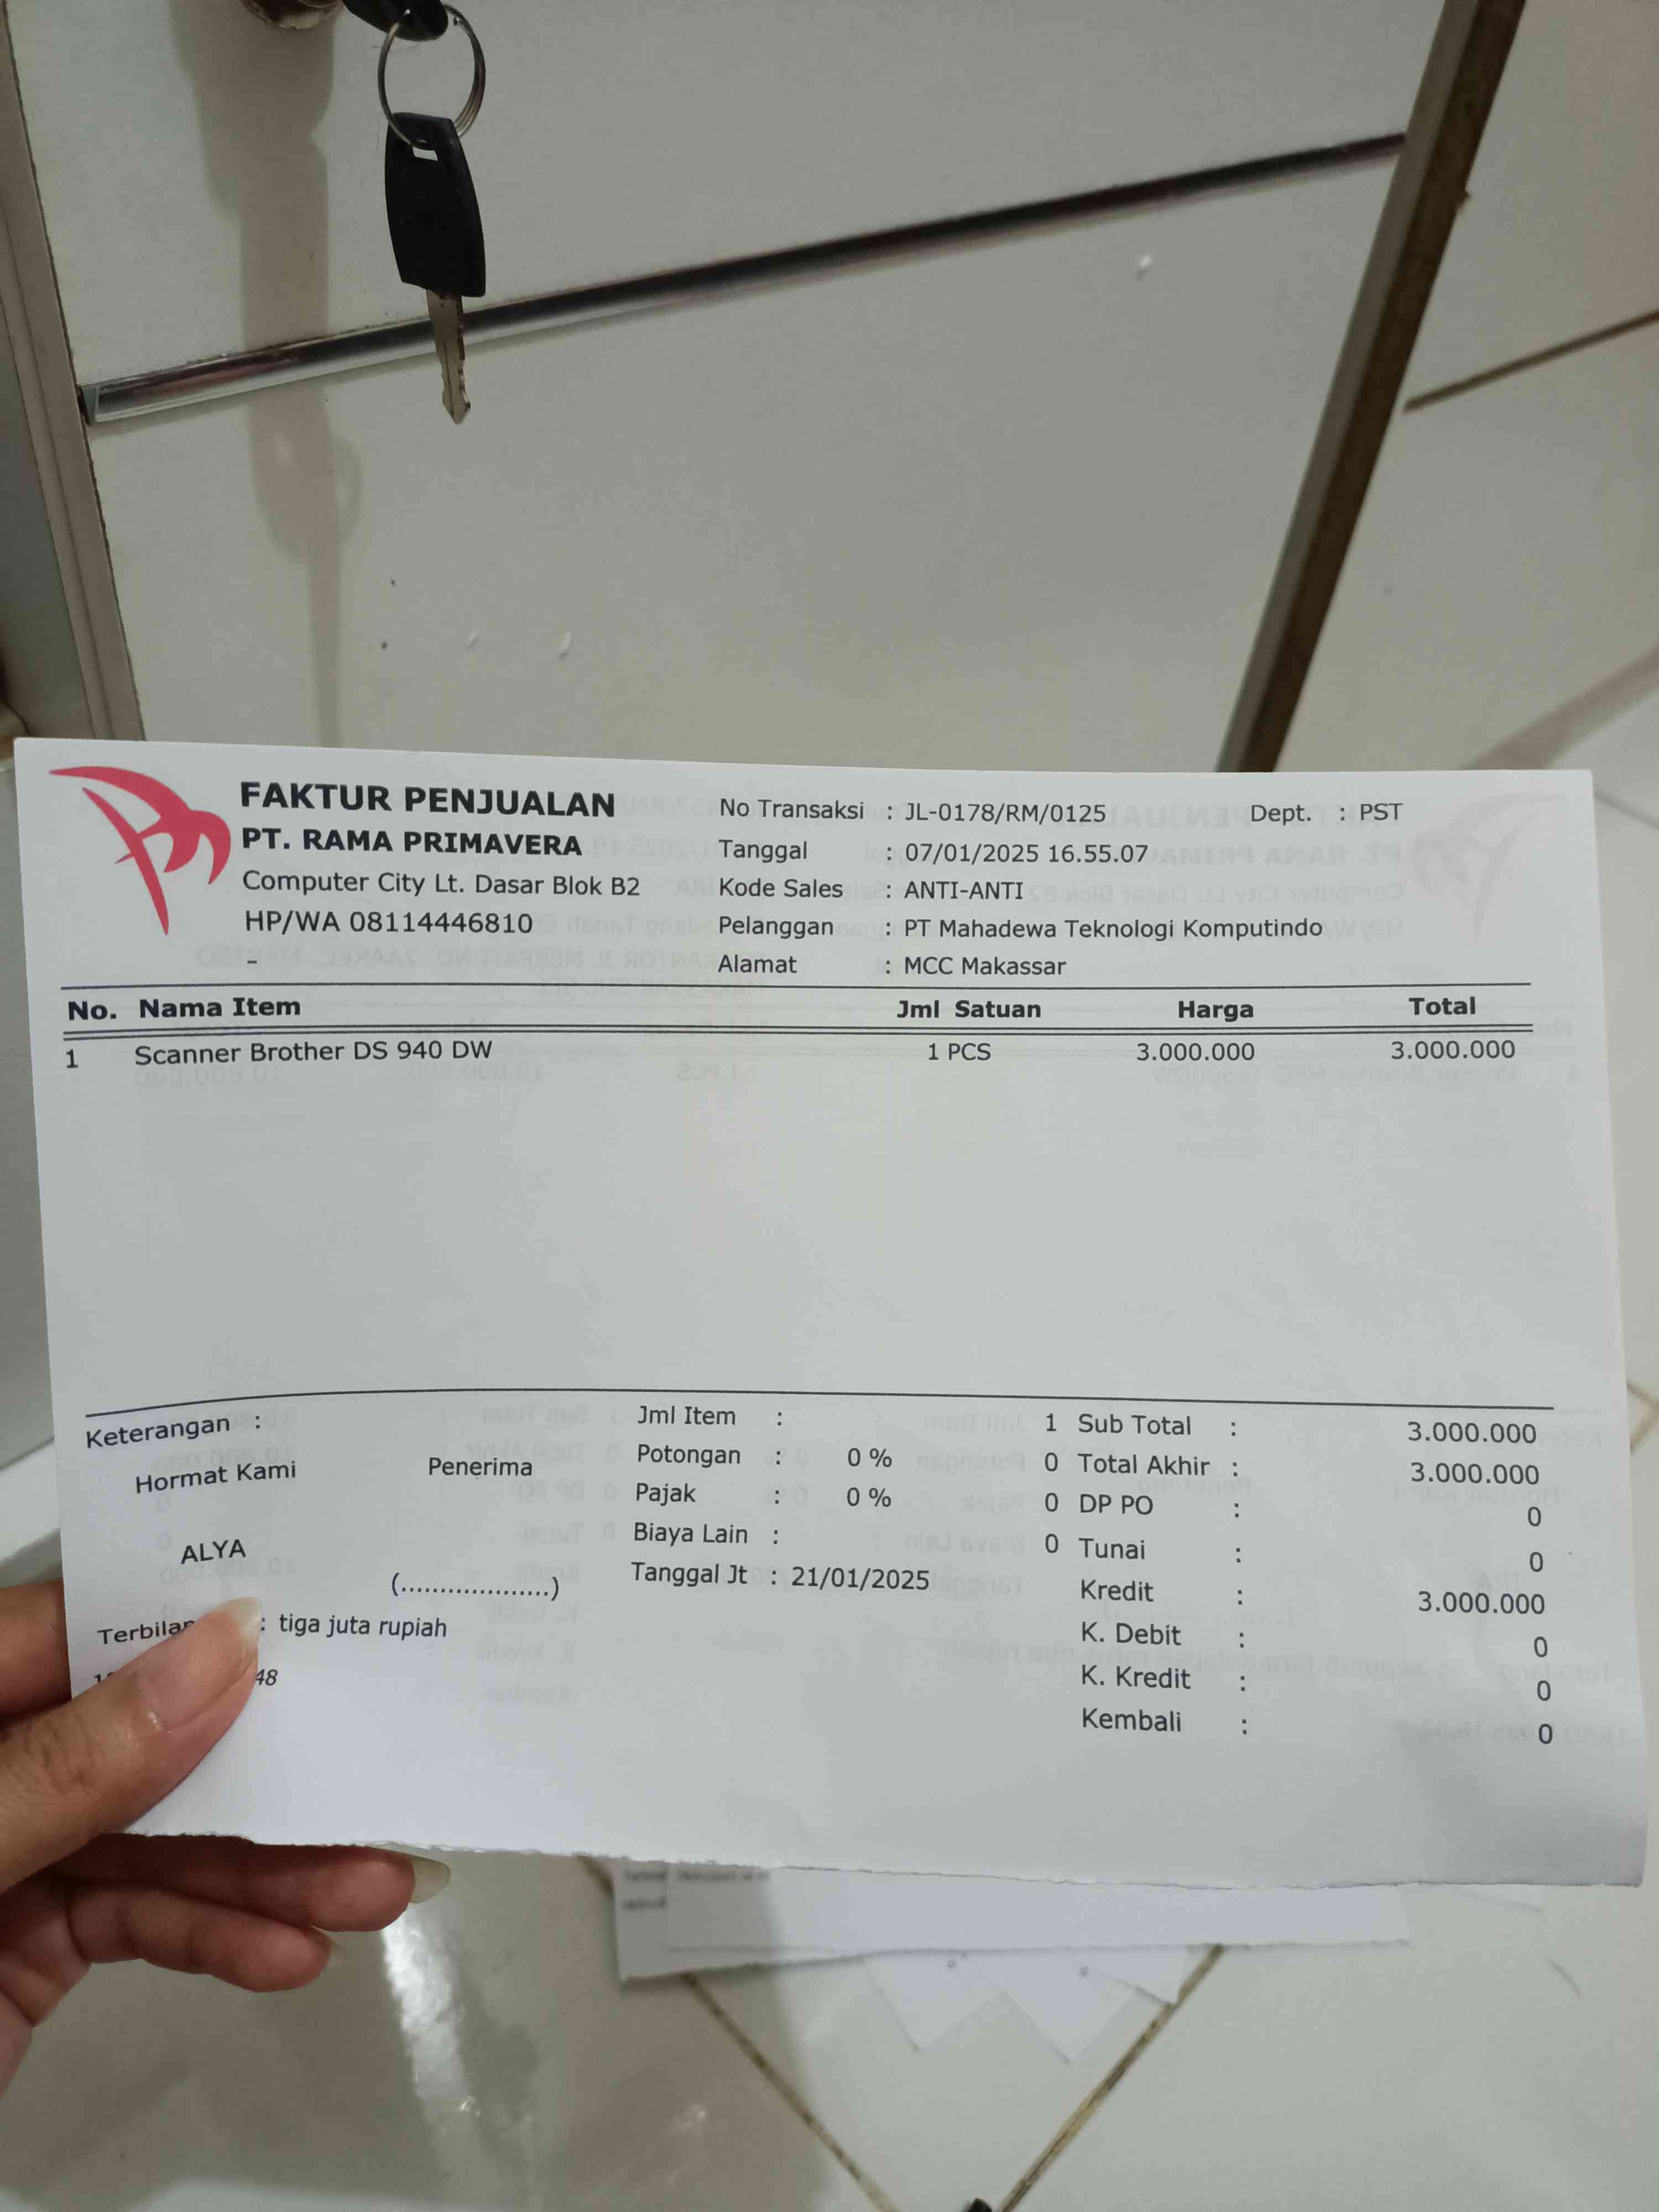 FAKTUR PENJUALAN
PT. RAMA PRIMAVERA
Computer City Lt. Dasar Blok B2
HP/WA 08114446810
-
No Transaksi : JL-0178/RM/0125 Dept. : PST
Tanggal : 07/01/2025 16.55.07
Kode Sales : ANTI-ANTI
Pelanggan : PT Mahadewa Teknologi Komputindo
Alamat : MCC Makassar
No. Nama Item Jml Satuan Harga Total
1 Scanner Brother DS 940 DW 1 PCS 3.000.000 3.000.000
Keterangan :
Hormat Kami Penerima
ALYA
(...................)
Terbilan : tiga juta rupiah
48
Jml Item : 1
Potongan : 0 % 0
Pajak : 0 % 0
Biaya Lain : 0
Tanggal Jt : 21/01/2025
Sub Total : 3.000.000
Total Akhir : 3.000.000
DP PO : 0
Tunai : 0
Kredit : 3.000.000
K. Debit : 0
K. Kredit : 0
Kembali : 0